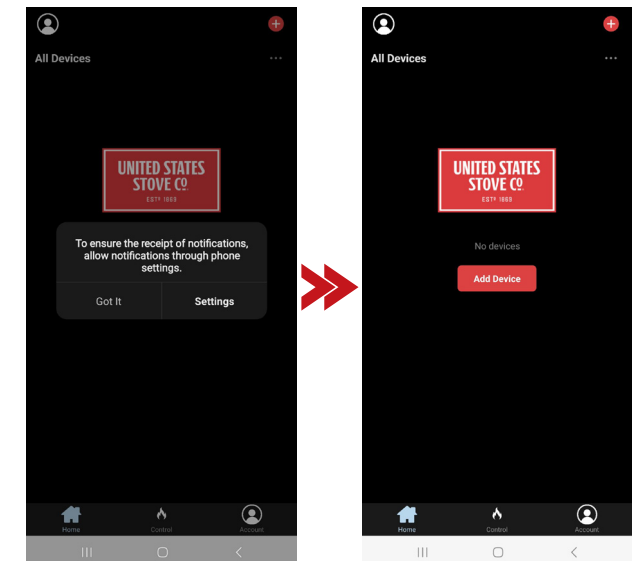 All Devices
...
UNITED STATES
STOVE CO.
ESTD 1869
To ensure the receipt of notifications,
allow notifications through phone
settings.
Got It
Settings
Home
Control
Account
All Devices
...
UNITED STATES
STOVE CO.
ESTD 1869
No devices
Add Device
Home
Control
Account